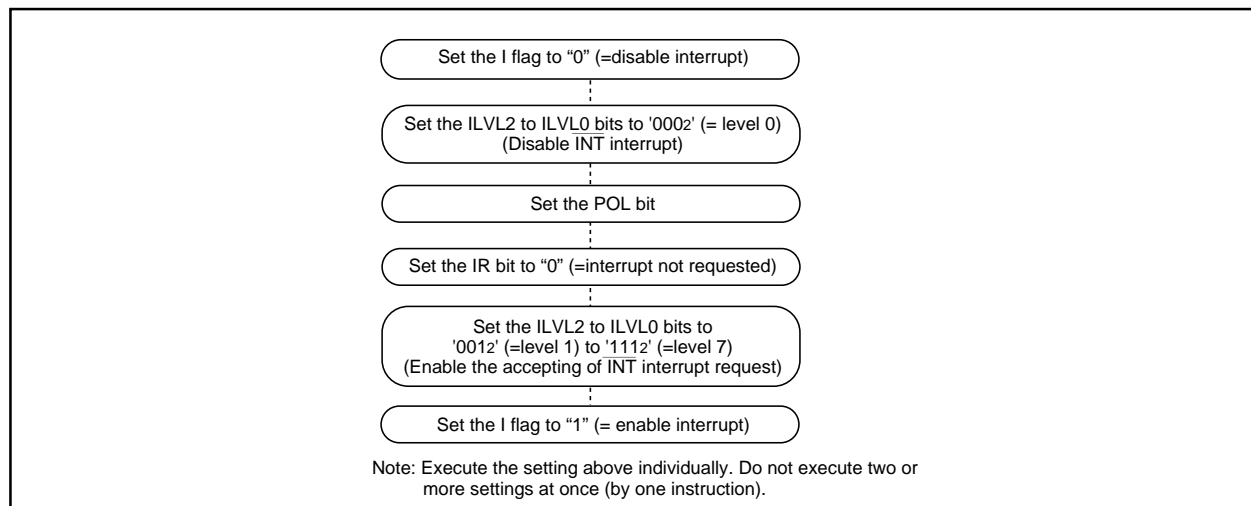 Set the I flag to “0” (=disable interrupt)
Set the ILVL2 to ILVL0 bits to '000₂' (= level 0)
(Disable I̅N̅T̅ interrupt)
Set the POL bit
Set the IR bit to “0” (=interrupt not requested)
Set the ILVL2 to ILVL0 bits to
'001₂' (=level 1) to '111₂' (=level 7)
(Enable the accepting of I̅N̅T̅ interrupt request)
Set the I flag to “1” (= enable interrupt)
Note: Execute the setting above individually. Do not execute two or
more settings at once (by one instruction).